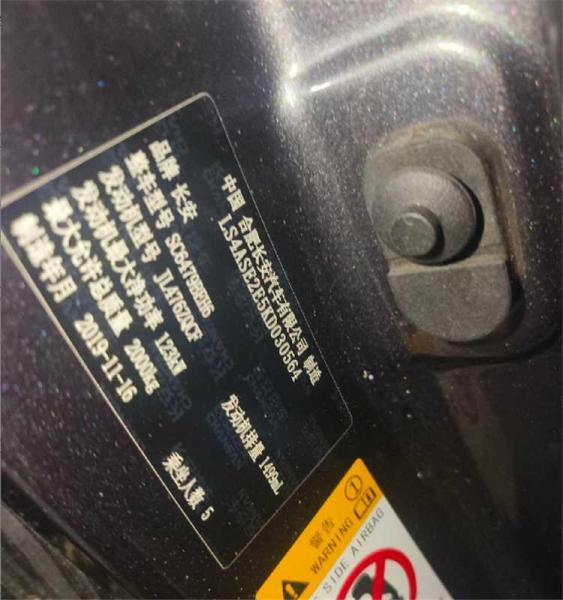 中国 合肥长安汽车有限公司 制造
LS4ASE2E5KD030564
品牌 长安
整车型号
发动机型号 JL476ZQCF
发动机最大净功率 123kW
发动机排量 1499mL
最大允许总质量 2000kg
乘坐人数 5
制造年月 2019-11-16
警告
WARNING
SIDE AIRBAG